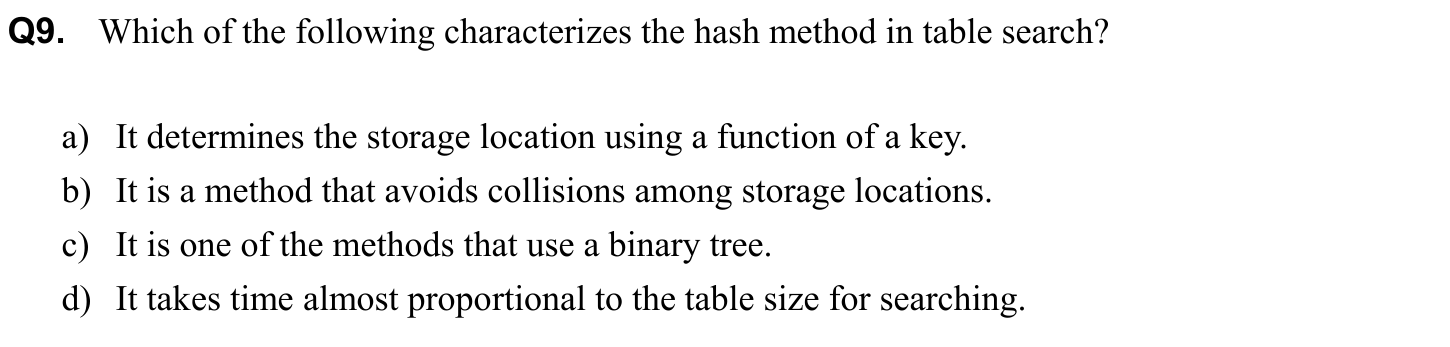 Q9. Which of the following characterizes the hash method in table search?
a) It determines the storage location using a function of a key.
b) It is a method that avoids collisions among storage locations.
c) It is one of the methods that use a binary tree.
d) It takes time almost proportional to the table size for searching.